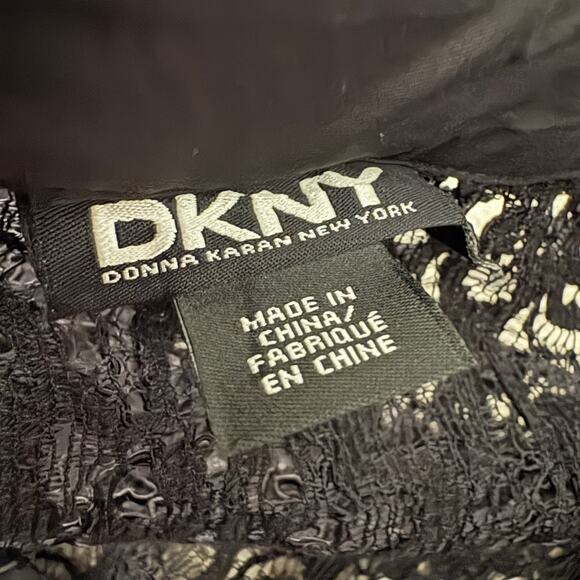 DKNY
DONNA KARAN NEW YORK
MADE IN
CHINA/
FABRIQUÉ
EN CHINE